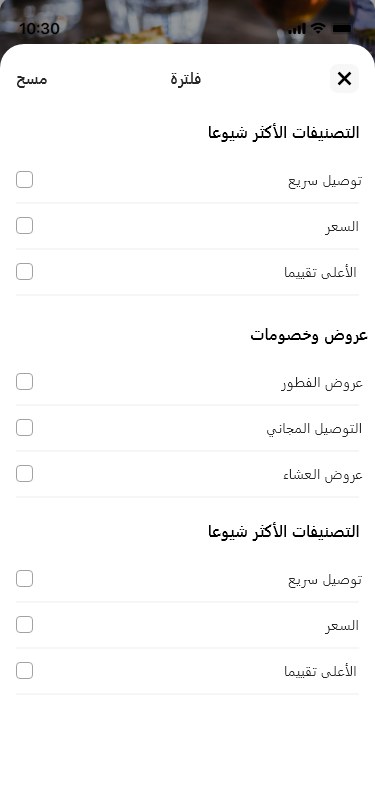 10:30
فلترة
مسح
التصنيفات الأكثر شيوعا
توصيل سريع
السعر
الأعلى تقييما
عروض وخصومات
عروض الفطور
التوصيل المجاني
عروض العشاء
التصنيفات الأكثر شيوعا
توصيل سريع
السعر
الأعلى تقييما